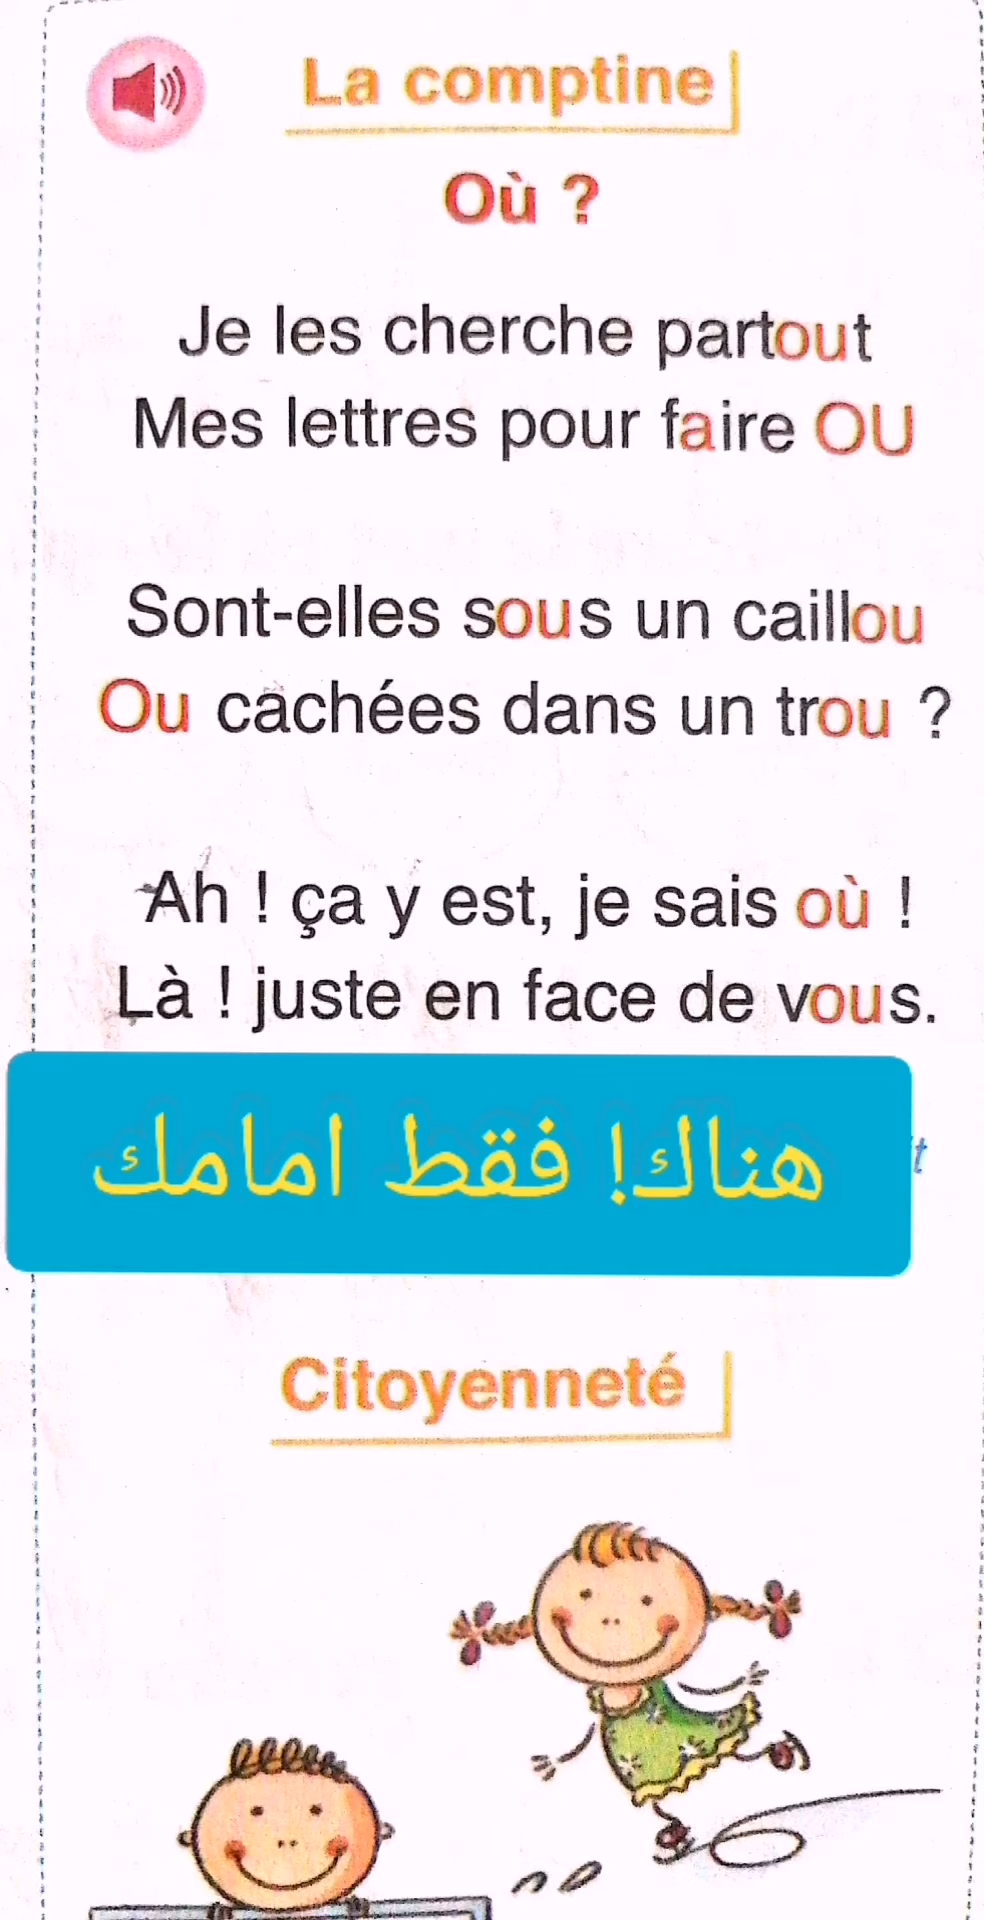 La comptine
Où ?
Je les cherche partout
Mes lettres pour faire OU
Sont-elles sous un caillou
Ou cachées dans un trou ?
Ah ! ça y est, je sais où !
Là ! juste en face de vous.
هناك! فقط امامك
Citoyenneté